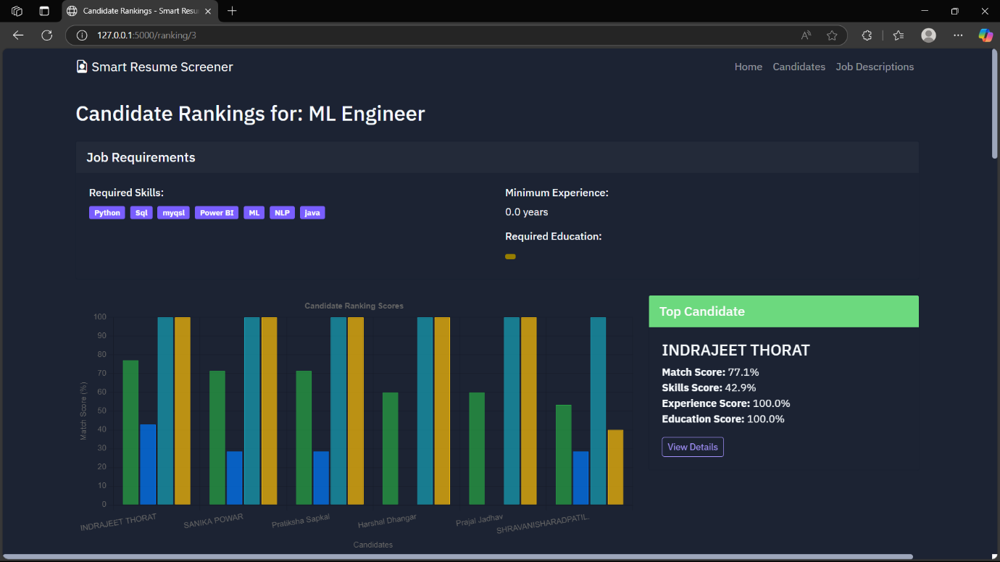 Candidate Rankings - Smart Resu
127.0.0.1:5000/ranking/3
Smart Resume Screener
Home Candidates Job Descriptions
Candidate Rankings for: ML Engineer
Job Requirements
Required Skills:
Python Sql myqsl Power BI ML NLP java
Minimum Experience:
0.0 years
Required Education:
Candidate Ranking Scores
Match Score (%)
100
90
80
70
60
50
40
30
20
10
0
INDRAJEET THORAT
SANIKA POWAR
Pratiksha Sapkal
Harshal Dhangar
Prajal Jadhav
SHRAVANISHARADPATIL.
Candidates
Top Candidate
INDRAJEET THORAT
Match Score: 77.1%
Skills Score: 42.9%
Experience Score: 100.0%
Education Score: 100.0%
View Details